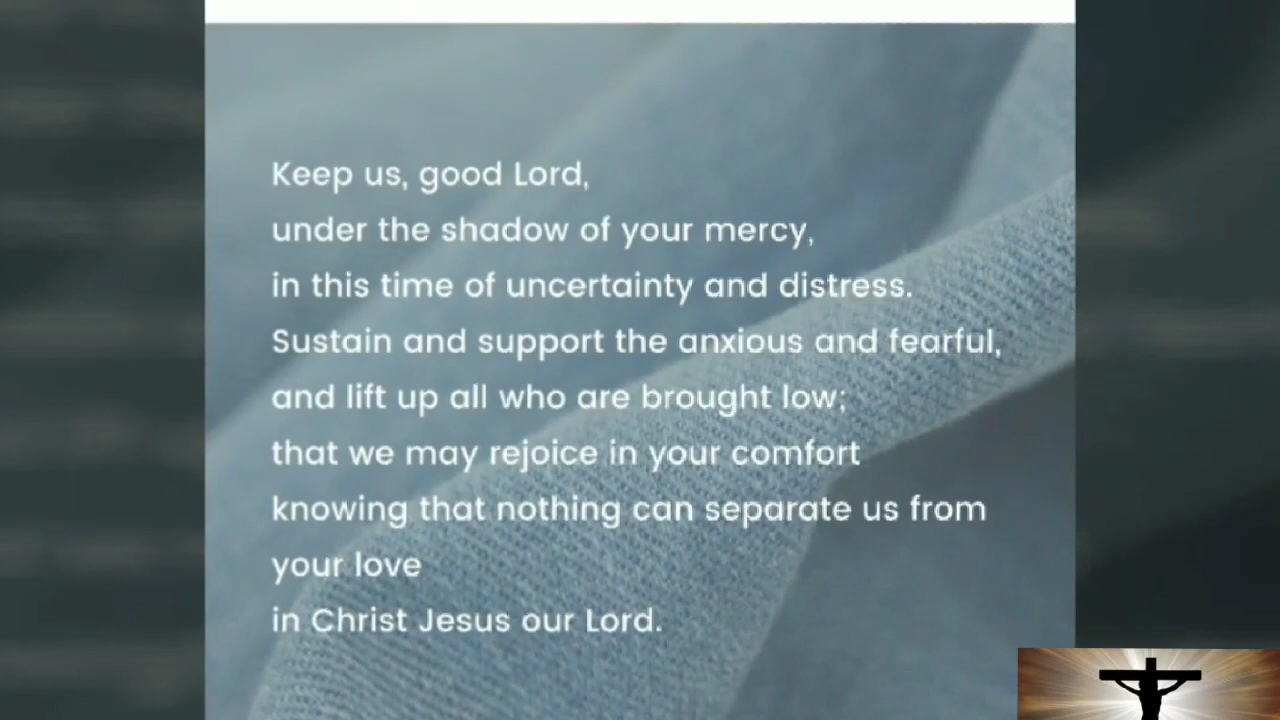 Keep us, good Lord,
under the shadow of your mercy,
in this time of uncertainty and distress.
Sustain and support the anxious and fearful,
and lift up all who are brought low;
that we may rejoice in your comfort
knowing that nothing can separate us from
your love
in Christ Jesus our Lord.